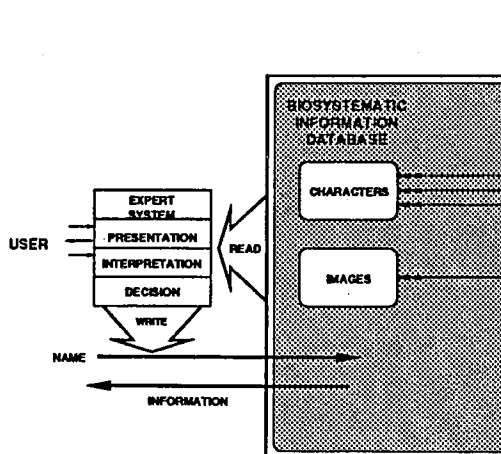 BIOSYSTEMATIC
INFORMATION
DATABASE
CHARACTERS
EXPERT
SYSTEM
PRESENTATION
READ
USER
INTERPRETATION
IMAGES
DECISION
WRITE
NAME
INFORMATION